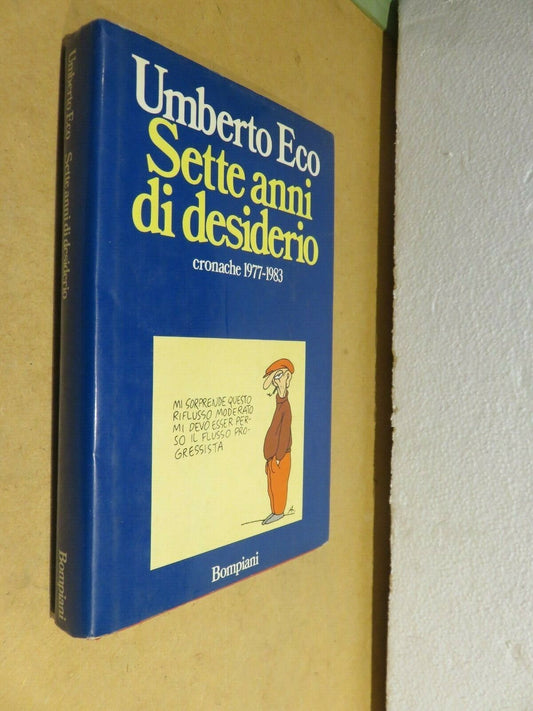 Umberto Eco
Sette anni
di desiderio
cronache 1977-1983
MI SORPRENDE QUESTO
RIFLUSSO MODERATO
MI DEVO ESSER PER-
SO IL FLUSSO PRO-
GRESSISTA
Bompiani
Umberto Eco Sette anni di desiderio
Bompiani